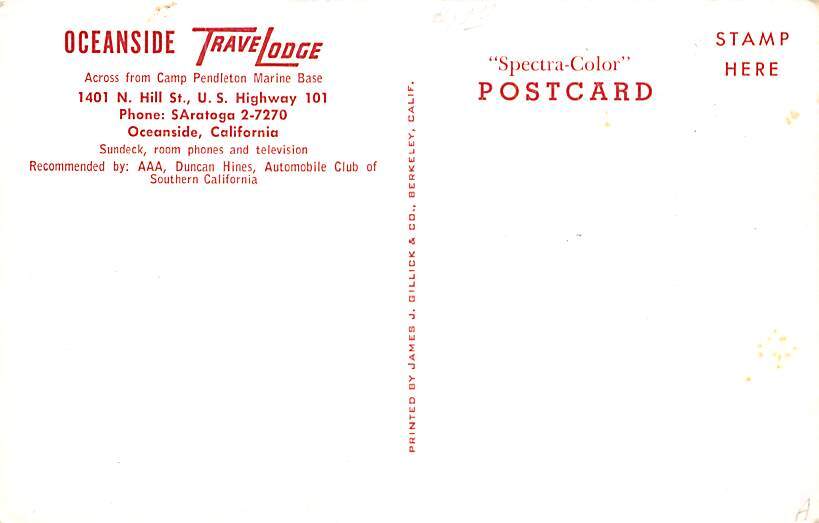 OCEANSIDE TRAVELODGE
Across from Camp Pendleton Marine Base
1401 N. Hill St., U. S. Highway 101
Phone: SAratoga 2-7270
Oceanside, California
Sundeck, room phones and television
Recommended by: AAA, Duncan Hines, Automobile Club of
Southern California
PRINTED BY JAMES J. GILLICK & CO., BERKELEY, CALIF.
"Spectra-Color"
POSTCARD
STAMP
HERE
A